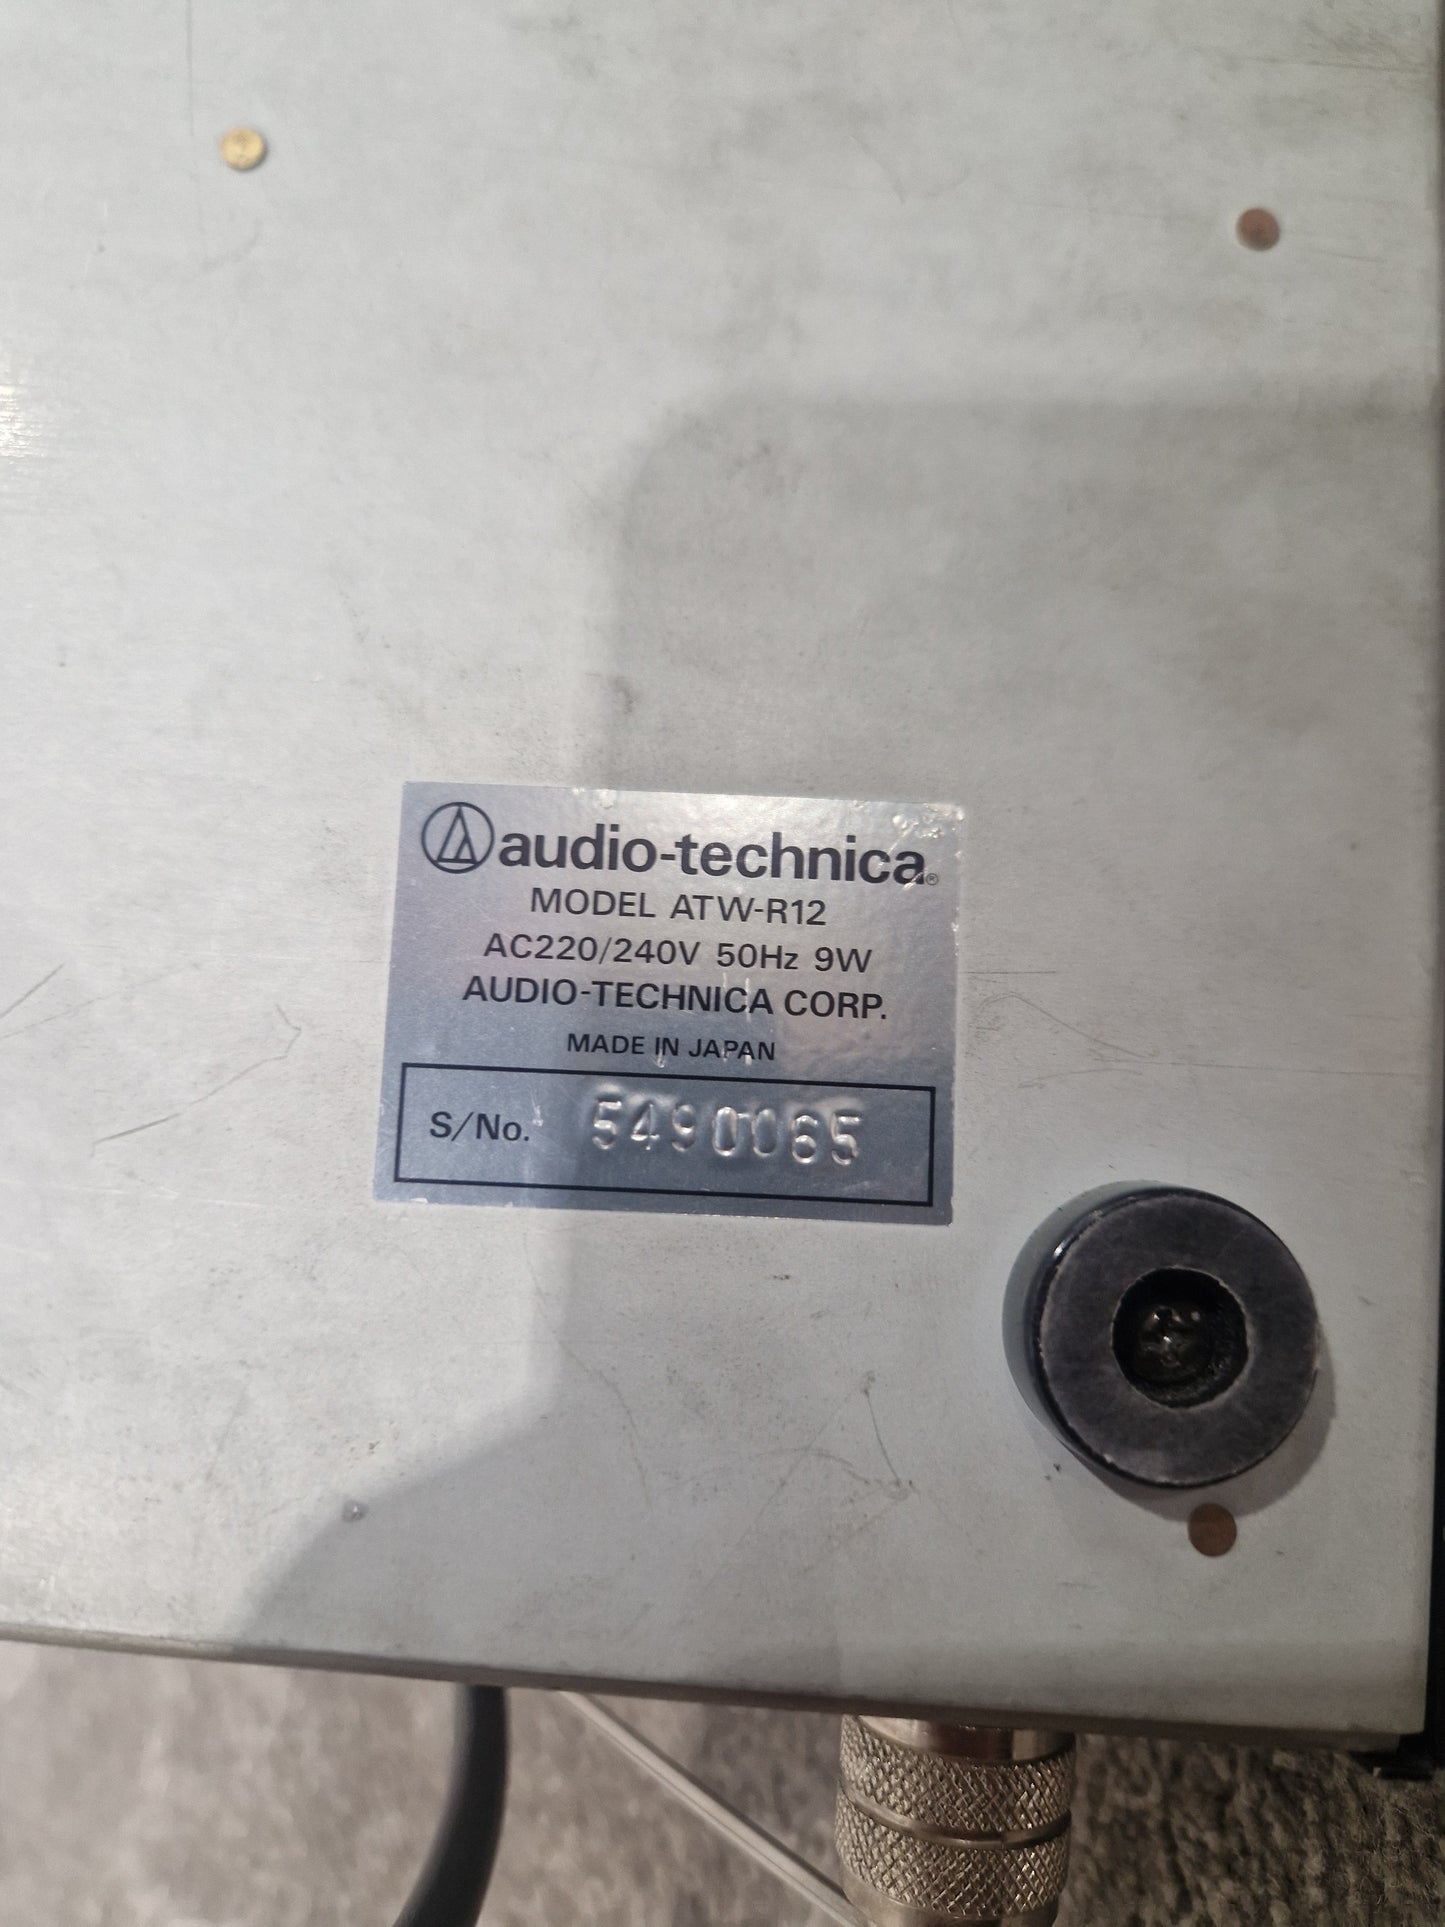 audio-technica®
MODEL ATW-R12
AC220/240V 50Hz 9W
AUDIO-TECHNICA CORP.
MADE IN JAPAN
S/No. 5490065